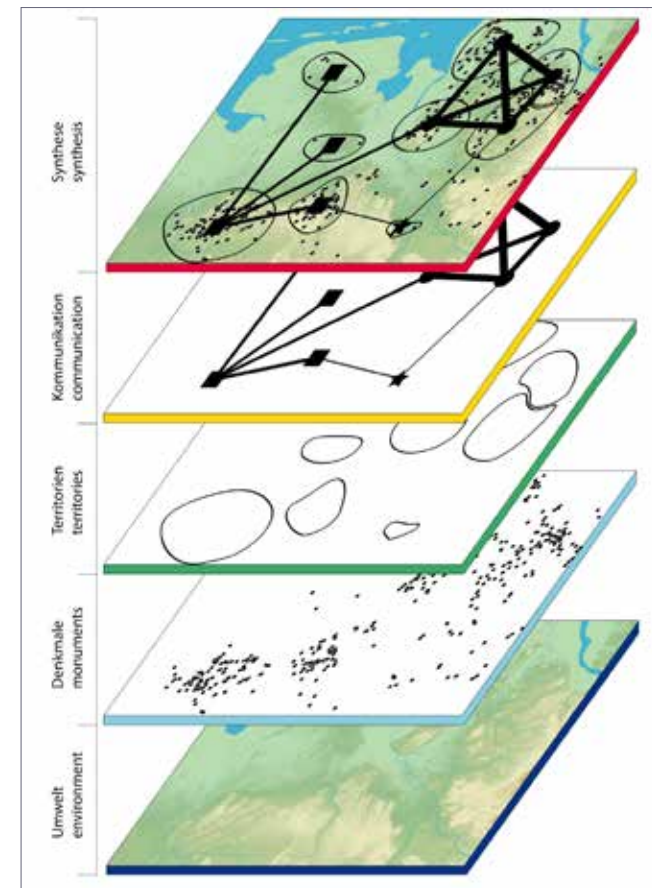 Synthese
synthesis
Kommunikation
communication
Territorien
territories
Denkmale
monuments
Umwelt
environment